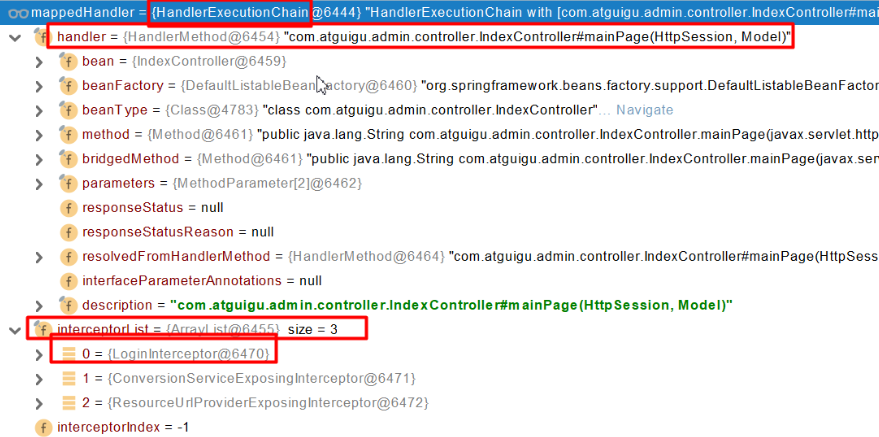 mappedHandler = {HandlerExecutionChain@6444} "HandlerExecutionChain with [com.atguigu.admin.controller.IndexController#mai
handler = {HandlerMethod@6454} "com.atguigu.admin.controller.IndexController#mainPage(HttpSession, Model)"
bean = {IndexController@6459}
beanFactory = {DefaultListableBeanFactory@6460} "org.springframework.beans.factory.support.DefaultListableBeanFactor
beanType = {Class@4783} "class com.atguigu.admin.controller.IndexController"... Navigate
method = {Method@6461} "public java.lang.String com.atguigu.admin.controller.IndexController.mainPage(javax.servlet.http
bridgedMethod = {Method@6461} "public java.lang.String com.atguigu.admin.controller.IndexController.mainPage(javax.serv
parameters = {MethodParameter[2]@6462}
responseStatus = null
responseStatusReason = null
resolvedFromHandlerMethod = {HandlerMethod@6464} "com.atguigu.admin.controller.IndexController#mainPage(HttpSess
interfaceParameterAnnotations = null
description = "com.atguigu.admin.controller.IndexController#mainPage(HttpSession, Model)"
interceptorList = {ArrayList@6455} size = 3
0 = {LoginInterceptor@6470}
1 = {ConversionServiceExposingInterceptor@6471}
2 = {ResourceUrlProviderExposingInterceptor@6472}
interceptorIndex = -1